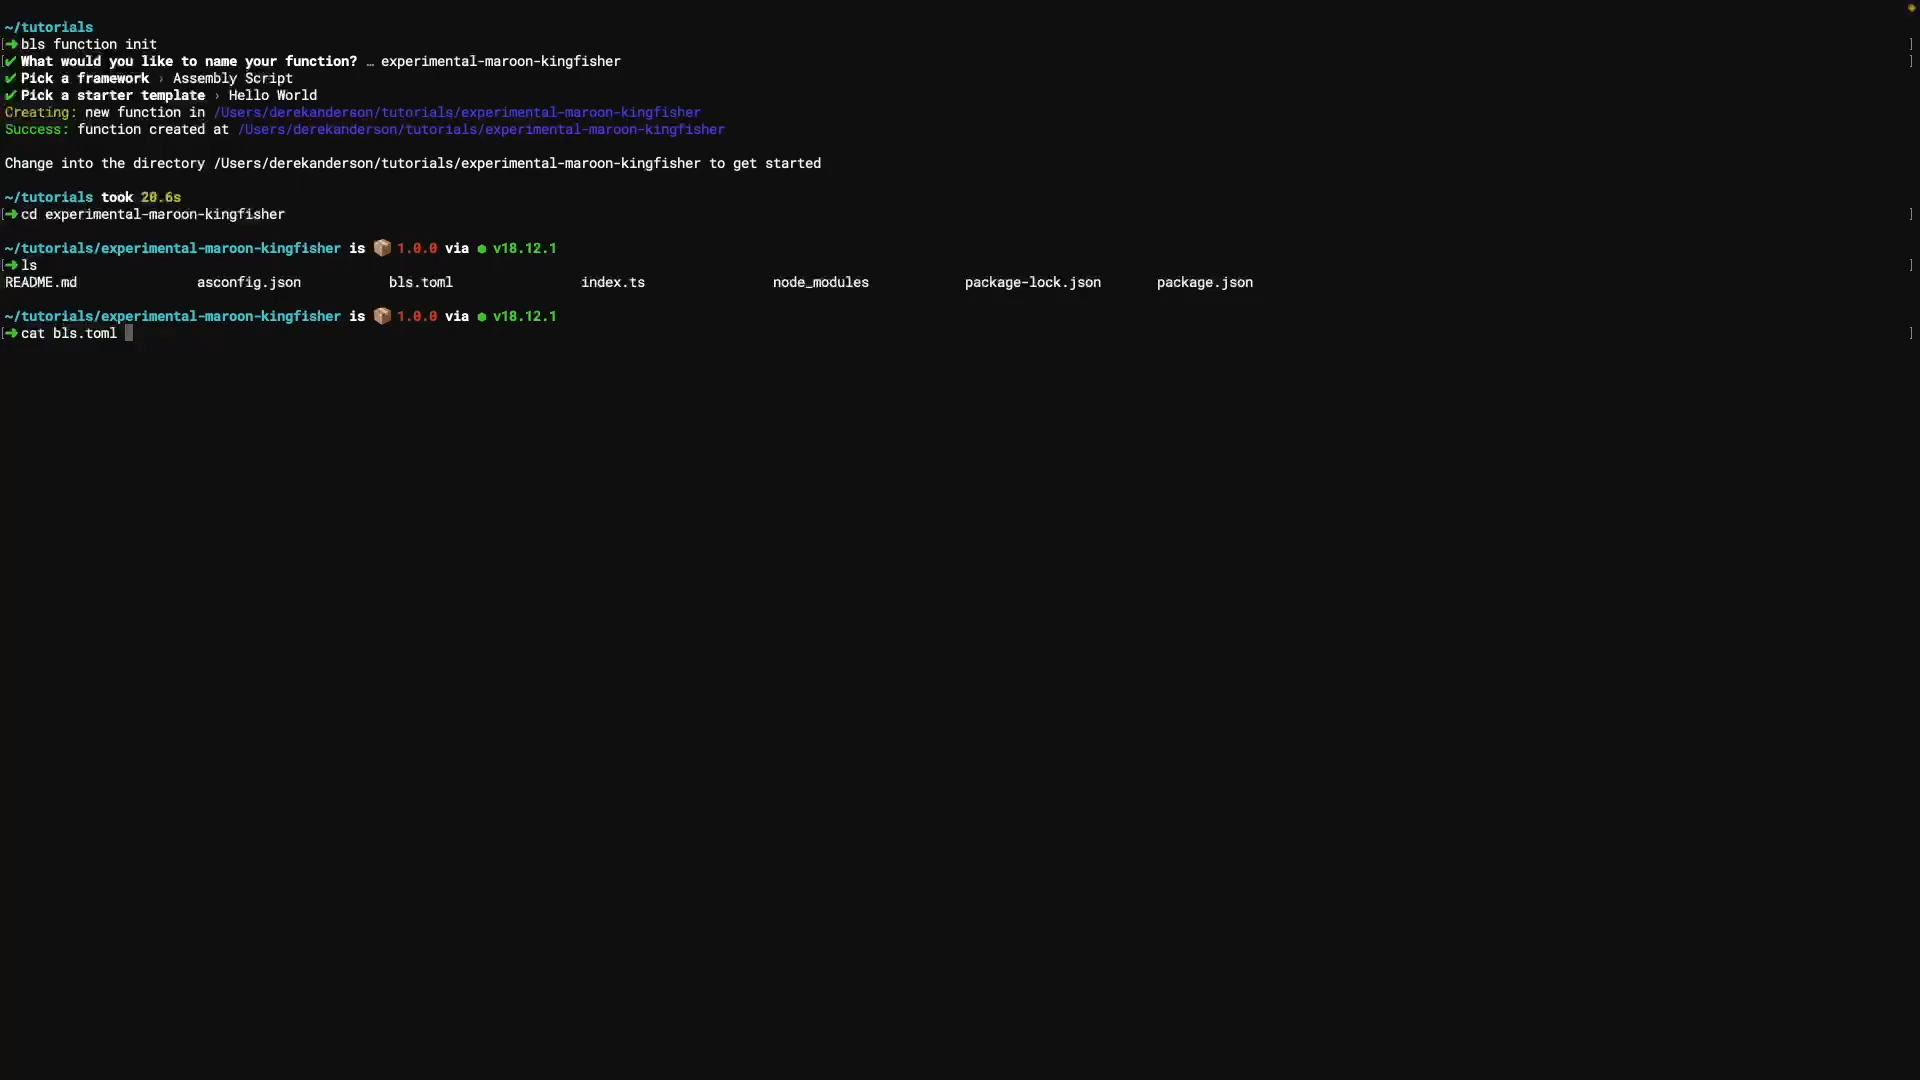 ~/tutorials
[➜ bls function init ]
[✔ What would you like to name your function? … experimental-maroon-kingfisher ]
✔ Pick a framework › Assembly Script
✔ Pick a starter template › Hello World
Creating: new function in /Users/derekanderson/tutorials/experimental-maroon-kingfisher
Success: function created at /Users/derekanderson/tutorials/experimental-maroon-kingfisher
Change into the directory /Users/derekanderson/tutorials/experimental-maroon-kingfisher to get started
~/tutorials took 20.6s
[➜ cd experimental-maroon-kingfisher ]
~/tutorials/experimental-maroon-kingfisher is 📦 1.0.0 via ⬢ v18.12.1
[➜ ls ]
README.md asconfig.json bls.toml index.ts node_modules package-lock.json package.json
~/tutorials/experimental-maroon-kingfisher is 📦 1.0.0 via ⬢ v18.12.1
[➜ cat bls.toml ]